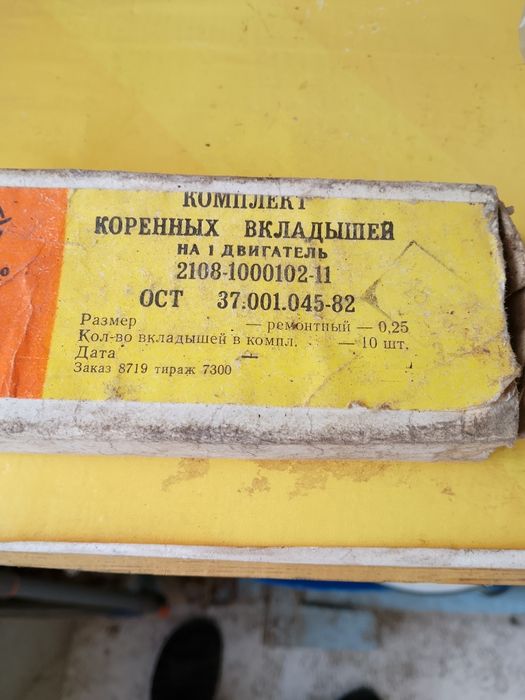 КОМПЛЕКТ
КОРЕННЫХ ВКЛАДЫШЕЙ
НА 1 ДВИГАТЕЛЬ
2108-1000102-11
ОСТ 37.001.045-82
Размер — ремонтный — 0,25
Кол-во вкладышей в компл. — 10 шт.
Дата —
Заказ 8719 тираж 7300